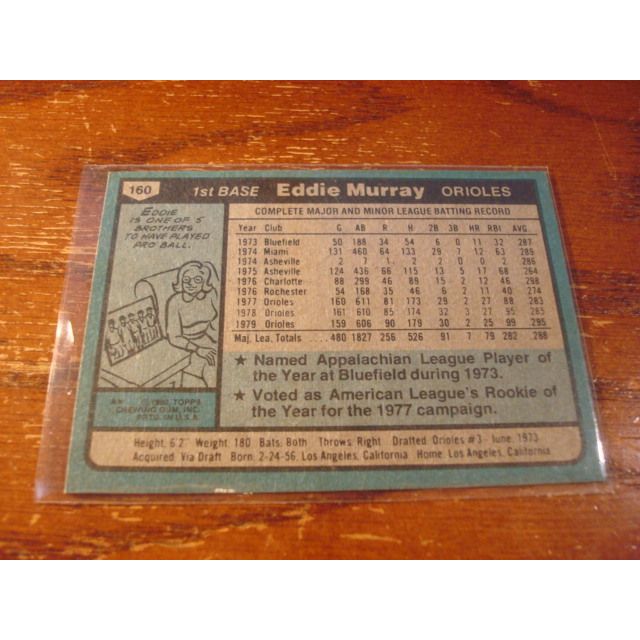 160 1st BASE Eddie Murray ORIOLES
EDDIE
IS ONE OF 5
BROTHERS
TO HAVE PLAYED
PRO BALL.
★★ © 1980 TOPPS
CHEWING GUM, INC.
PRTD. IN U.S.A.
COMPLETE MAJOR AND MINOR LEAGUE BATTING RECORD
Year Club G AB R H 2B 3B HR RBI AVG.
1973 Bluefield 50 188 34 54 6 0 11 32 .287
1974 Miami 131 460 64 133 29 7 12 63 .289
1974 Asheville 2 7 1 2 2 0 0 2 .286
1975 Asheville 124 436 66 115 13 5 17 68 .264
1976 Charlotte 88 299 46 89 15 2 12 46 .298
1976 Rochester 54 168 35 46 6 2 11 40 .274
1977 Orioles 160 611 81 173 29 2 27 88 .283
1978 Orioles 161 610 85 174 32 3 27 95 .285
1979 Orioles 159 606 90 179 30 2 25 99 .295
Maj. Lea. Totals 480 1827 256 526 91 7 79 282 .288
★ Named Appalachian League Player of
the Year at Bluefield during 1973.
★ Voted as American League's Rookie of
the Year for the 1977 campaign.
Height: 6'2" Weight: 180 Bats: Both Throws: Right Drafted: Orioles #3-June, 1973
Acquired: Via Draft Born: 2-24-56, Los Angeles, California Home: Los Angeles, California